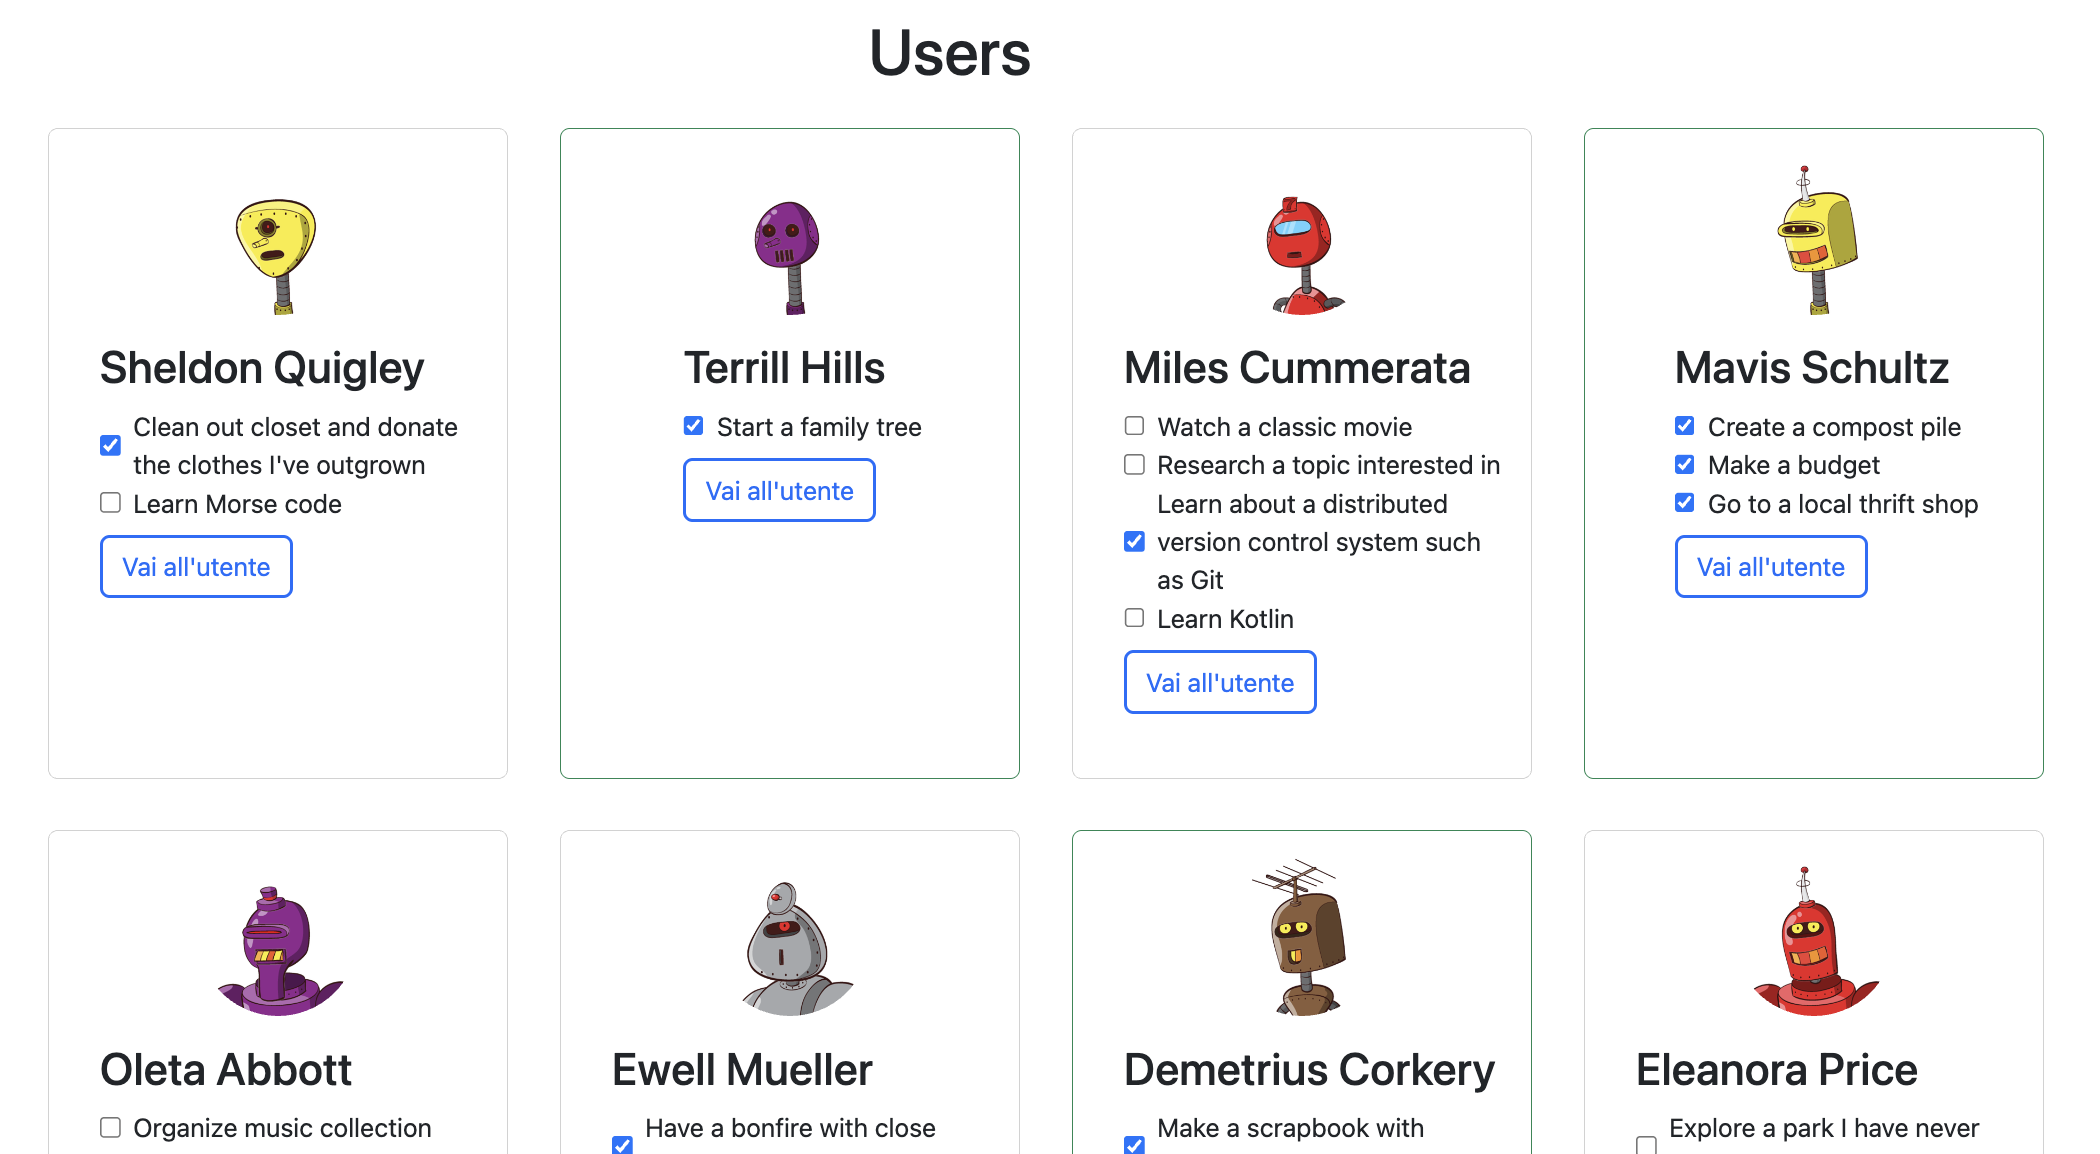 Users
Sheldon Quigley
Clean out closet and donate
the clothes I've outgrown
Learn Morse code
Vai all'utente
Terrill Hills
Start a family tree
Vai all'utente
Miles Cummerata
Watch a classic movie
Research a topic interested in
Learn about a distributed
version control system such
as Git
Learn Kotlin
Vai all'utente
Mavis Schultz
Create a compost pile
Make a budget
Go to a local thrift shop
Vai all'utente
Oleta Abbott
Organize music collection
Ewell Mueller
Have a bonfire with close
Demetrius Corkery
Make a scrapbook with
Eleanora Price
Explore a park I have never